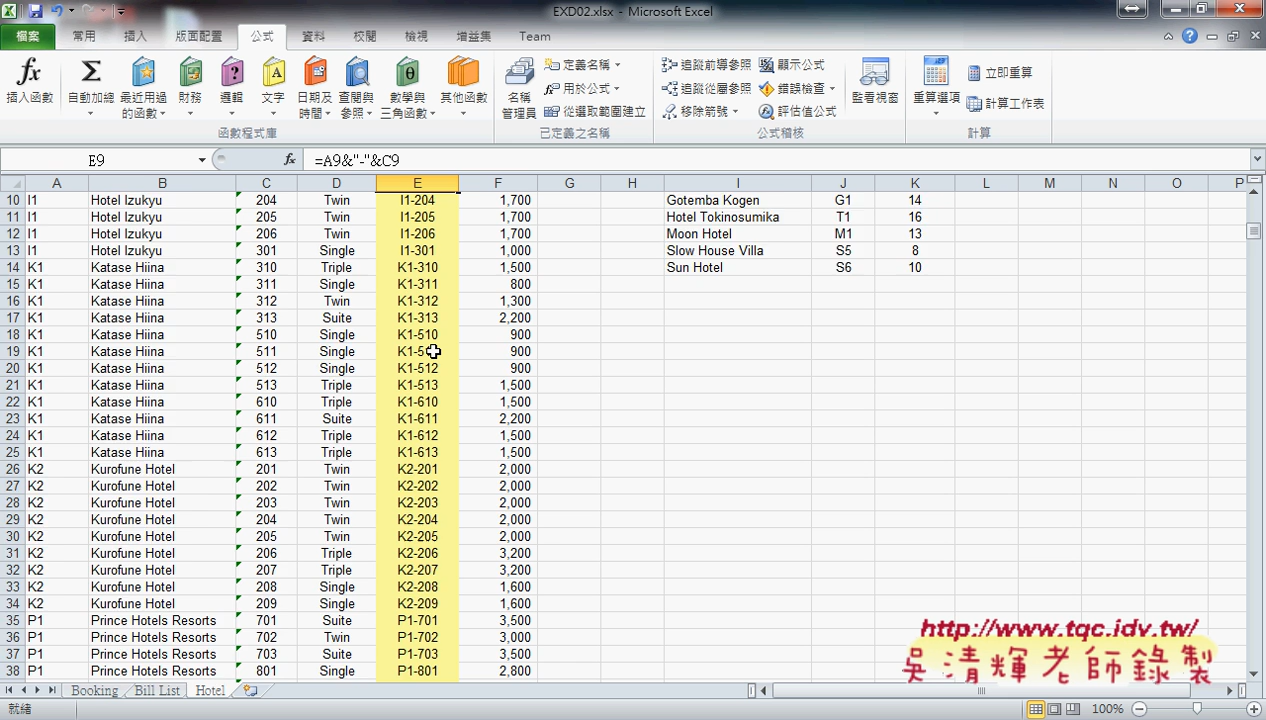 EXD02.xlsx - Microsoft Excel
檔案 常用 插入 版面配置 公式 資料 校閱 檢視 增益集 Team
插入函數 自動加總 最近用過的函數 財務 邏輯 文字 日期及時間 查閱與參照 數學與三角函數 其他函數
函數程式庫
名稱管理員 定義名稱 用於公式 從選取範圍建立
已定義之名稱
追蹤前導參照 追蹤從屬參照 移除箭號 顯示公式 錯誤檢查 評估值公式 監看視窗
公式稽核
重算選項 立即重算 計算工作表
計算
E9 fx =A9&"-"&C9
A B C D E F G H I J K L M N O P
10 I1 Hotel Izukyu 204 Twin I1-204 1,700 Gotemba Kogen G1 14
11 I1 Hotel Izukyu 205 Twin I1-205 1,700 Hotel Tokinosumika T1 16
12 I1 Hotel Izukyu 206 Twin I1-206 1,700 Moon Hotel M1 13
13 I1 Hotel Izukyu 301 Single I1-301 1,000 Slow House Villa S5 8
14 K1 Katase Hiina 310 Triple K1-310 1,500 Sun Hotel S6 10
15 K1 Katase Hiina 311 Single K1-311 800
16 K1 Katase Hiina 312 Twin K1-312 1,300
17 K1 Katase Hiina 313 Suite K1-313 2,200
18 K1 Katase Hiina 510 Single K1-510 900
19 K1 Katase Hiina 511 Single 900
20 K1 Katase Hiina 512 Single K1-512 900
21 K1 Katase Hiina 513 Triple K1-513 1,500
22 K1 Katase Hiina 610 Triple K1-610 1,500
23 K1 Katase Hiina 611 Suite K1-611 2,200
24 K1 Katase Hiina 612 Triple K1-612 1,500
25 K1 Katase Hiina 613 Triple K1-613 1,500
26 K2 Kurofune Hotel 201 Twin K2-201 2,000
27 K2 Kurofune Hotel 202 Twin K2-202 2,000
28 K2 Kurofune Hotel 203 Twin K2-203 2,000
29 K2 Kurofune Hotel 204 Twin K2-204 2,000
30 K2 Kurofune Hotel 205 Twin K2-205 2,000
31 K2 Kurofune Hotel 206 Triple K2-206 3,200
32 K2 Kurofune Hotel 207 Triple K2-207 3,200
33 K2 Kurofune Hotel 208 Single K2-208 1,600
34 K2 Kurofune Hotel 209 Single K2-209 1,600
35 P1 Prince Hotels Resorts 701 Suite P1-701 3,500
36 P1 Prince Hotels Resorts 702 Twin P1-702 3,000
37 P1 Prince Hotels Resorts 703 Suite P1-703 3,500
38 P1 Prince Hotels Resorts 801 Single P1-801 2,800
http://www.tqc.idv.tw/
吳清輝老師錄製
Booking Bill List Hotel
就緒 100%